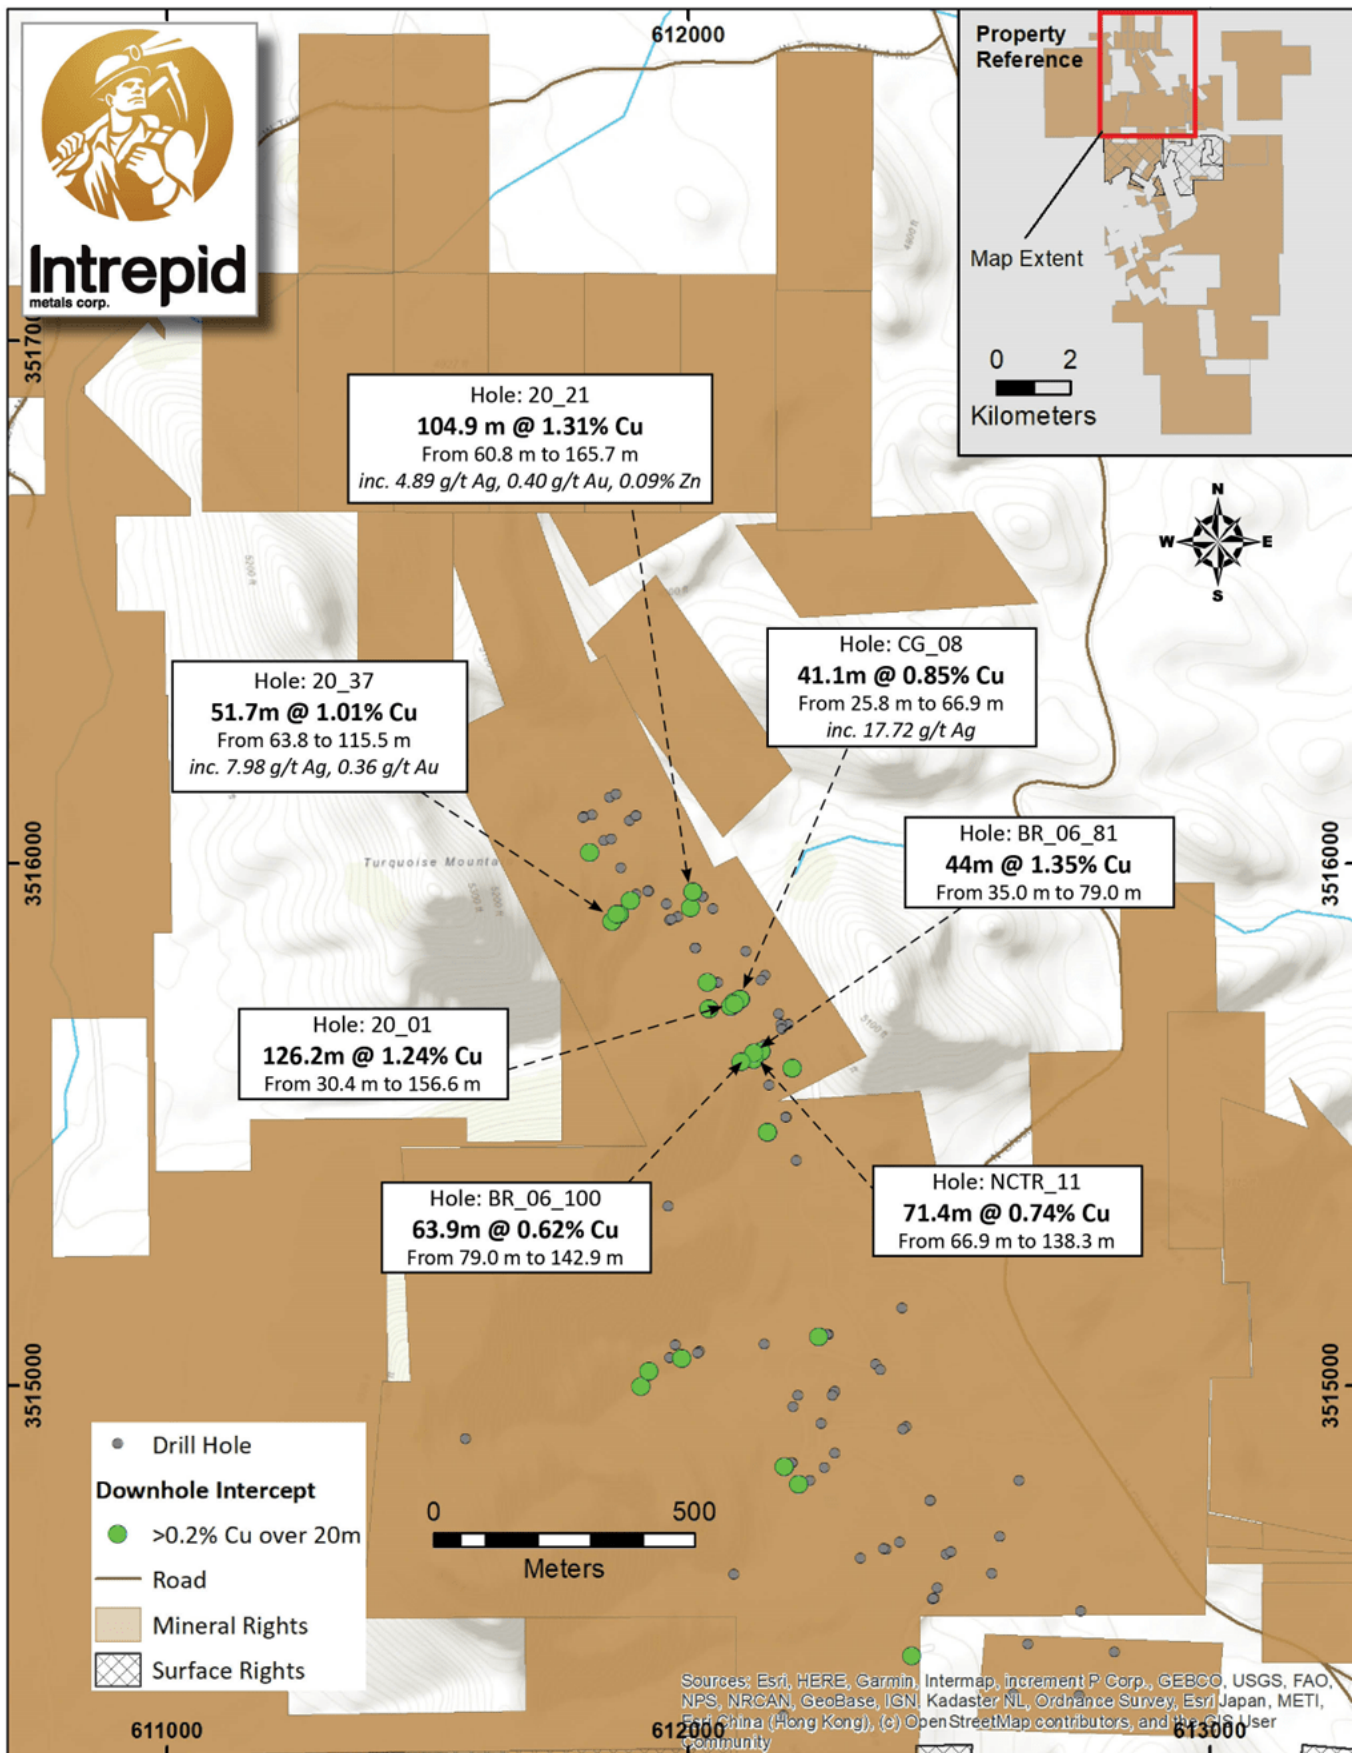 612000
Intrepid
metals corp.
Property
Reference
Map Extent
0 2
Kilometers
N
W E
S
Hole: 20_21
104.9 m @ 1.31% Cu
From 60.8 m to 165.7 m
inc. 4.89 g/t Ag, 0.40 g/t Au, 0.09% Zn
Hole: CG_08
41.1m @ 0.85% Cu
From 25.8 m to 66.9 m
inc. 17.72 g/t Ag
Hole: 20_37
51.7m @ 1.01% Cu
From 63.8 to 115.5 m
inc. 7.98 g/t Ag, 0.36 g/t Au
Hole: BR_06_81
44m @ 1.35% Cu
From 35.0 m to 79.0 m
3516000
3516000
Turquoise Mountain
5200 ft
Hole: 20_01
126.2m @ 1.24% Cu
From 30.4 m to 156.6 m
Hole: BR_06_100
63.9m @ 0.62% Cu
From 79.0 m to 142.9 m
Hole: NCTR_11
71.4m @ 0.74% Cu
From 66.9 m to 138.3 m
3515000
3515000
Drill Hole
Downhole Intercept
>0.2% Cu over 20m
Road
Mineral Rights
Surface Rights
0 500
Meters
Sources: Esri, HERE, Garmin, Intermap, increment P Corp., GEBCO, USGS, FAO,
NPS, NRCAN, GeoBase, IGN, Kadaster NL, Ordnance Survey, Esri Japan, METI,
Esri China (Hong Kong), (c) OpenStreetMap contributors, and the GIS User
Community
611000
612000
613000